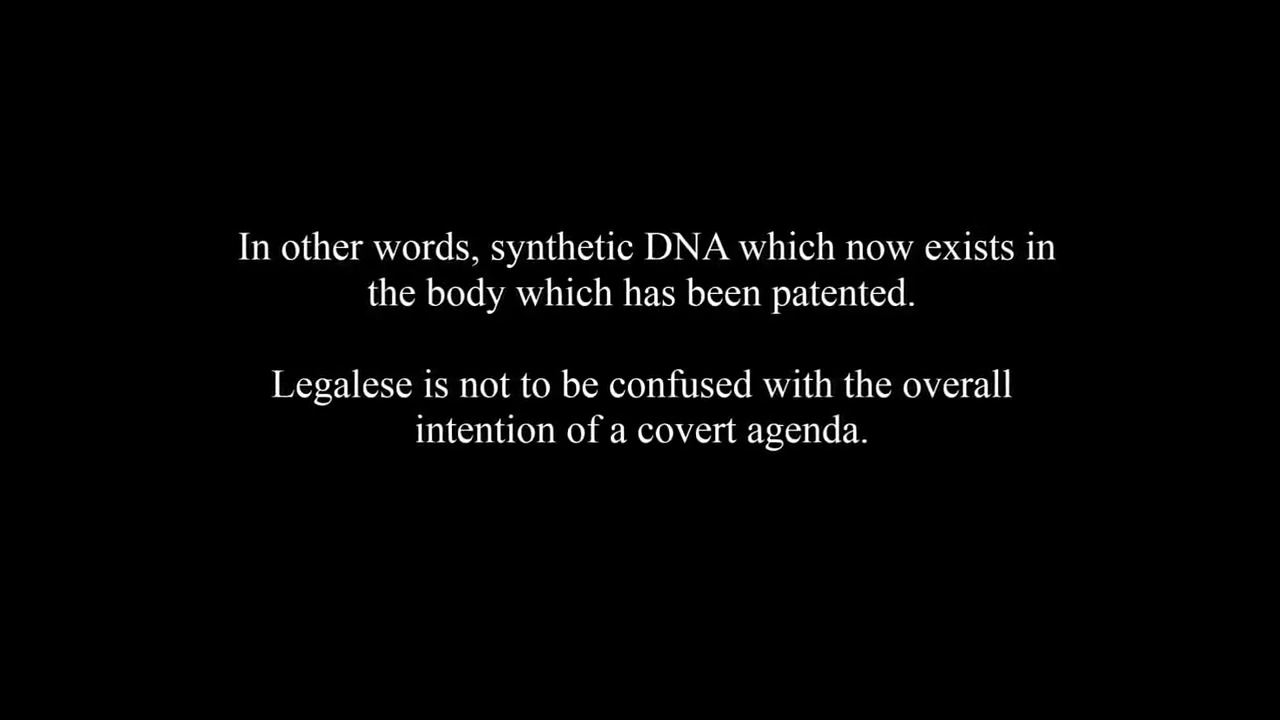 In other words, synthetic DNA which now exists in
the body which has been patented.
Legalese is not to be confused with the overall
intention of a covert agenda.